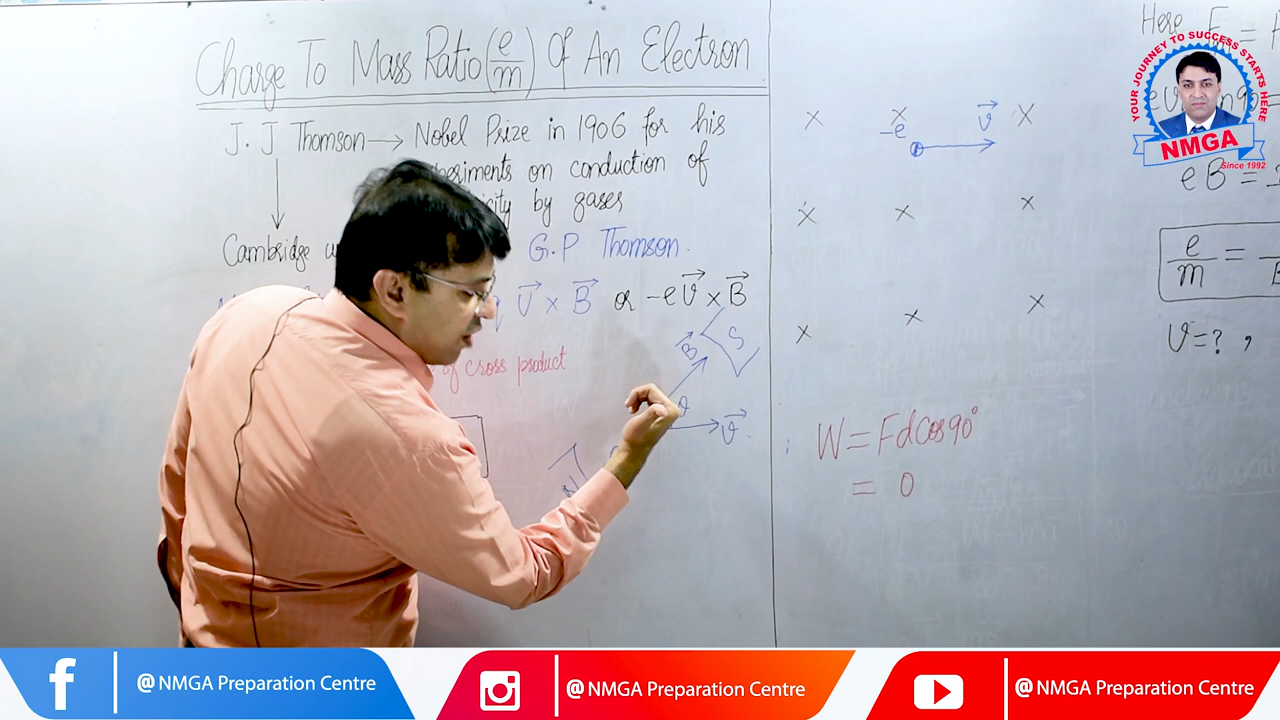 Charge To Mass Ratio (e/m) Of An Electron
J. J Thomson → Nobel Prize in 1906 for his
on conduction of
by gases
Cambridge
G.P Thomson.
V × B or -e V × B
of cross product
B
S
θ
V
N
× × ×
-e
V
× × ×
× × ×
W = Fd Cos 90°
= 0
Here
eB =
e/m =
V = ? ,
YOUR JOURNEY TO SUCCESS STARTS HERE
NMGA
Since 1992
@NMGA Preparation Centre
@NMGA Preparation Centre
@NMGA Preparation Centre